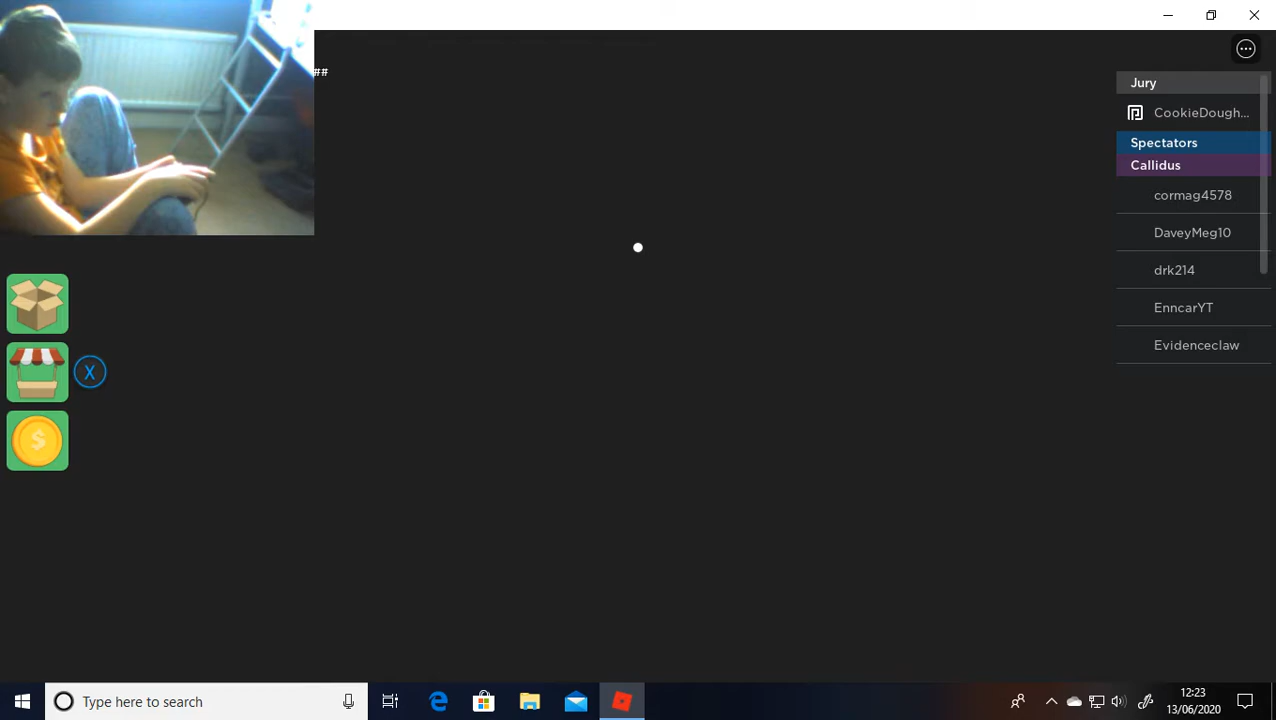 ##
Jury
CookieDough...
Spectators
Callidus
cormag4578
DaveyMeg10
drk214
EnncarYT
Evidenceclaw
X
$
Type here to search
12:23
13/06/2020